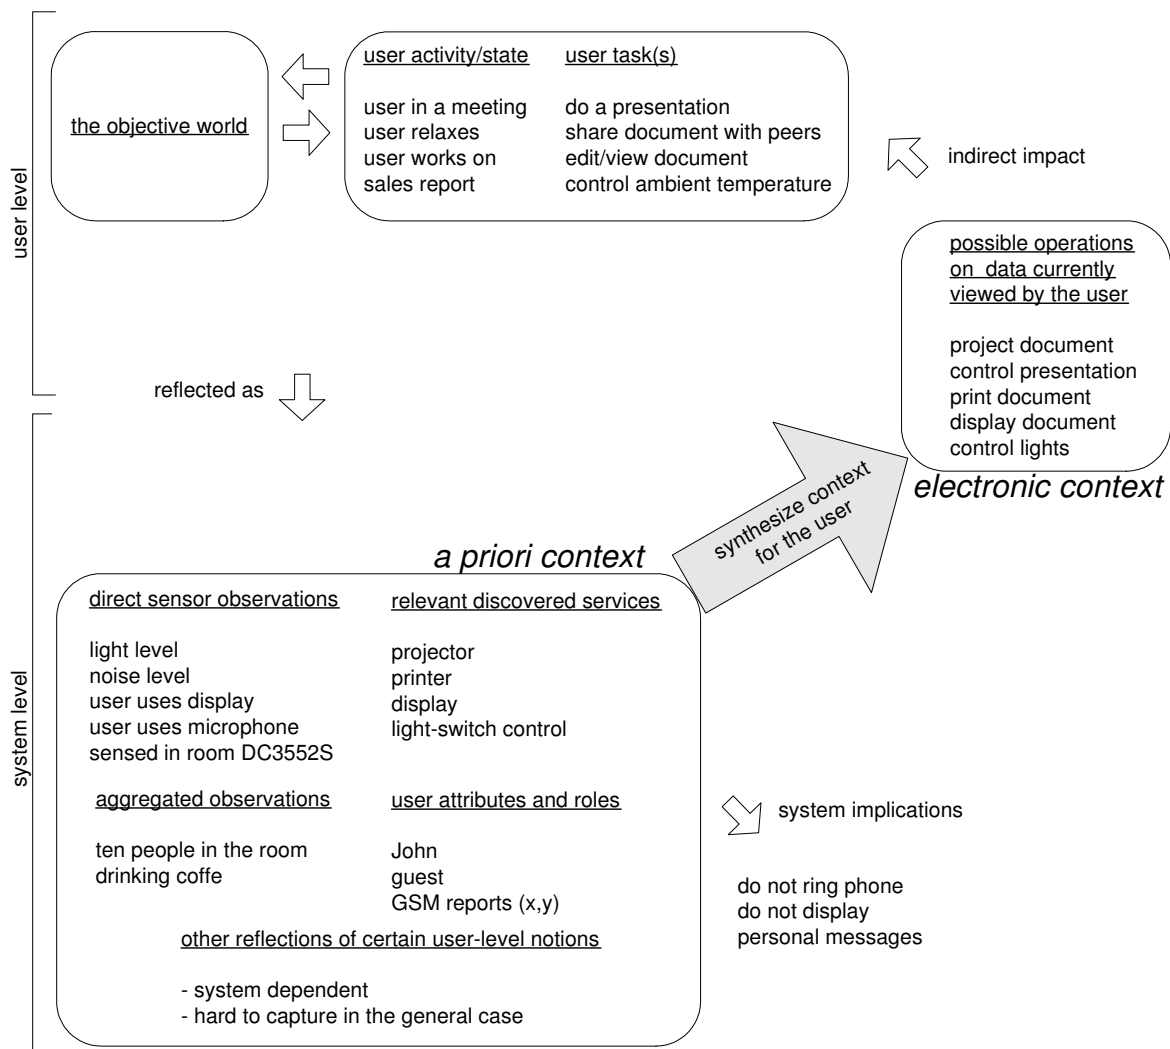 user level
the objective world
user activity/state
user in a meeting
user relaxes
user works on
sales report
user task(s)
do a presentation
share document with peers
edit/view document
control ambient temperature
indirect impact
possible operations
on data currently
viewed by the user
project document
control presentation
print document
display document
control lights
electronic context
reflected as
synthesize context
for the user
system level
a priori context
direct sensor observations
light level
noise level
user uses display
user uses microphone
sensed in room DC3552S
relevant discovered services
projector
printer
display
light-switch control
aggregated observations
ten people in the room
drinking coffe
user attributes and roles
John
guest
GSM reports (x,y)
other reflections of certain user-level notions
- system dependent
- hard to capture in the general case
system implications
do not ring phone
do not display
personal messages